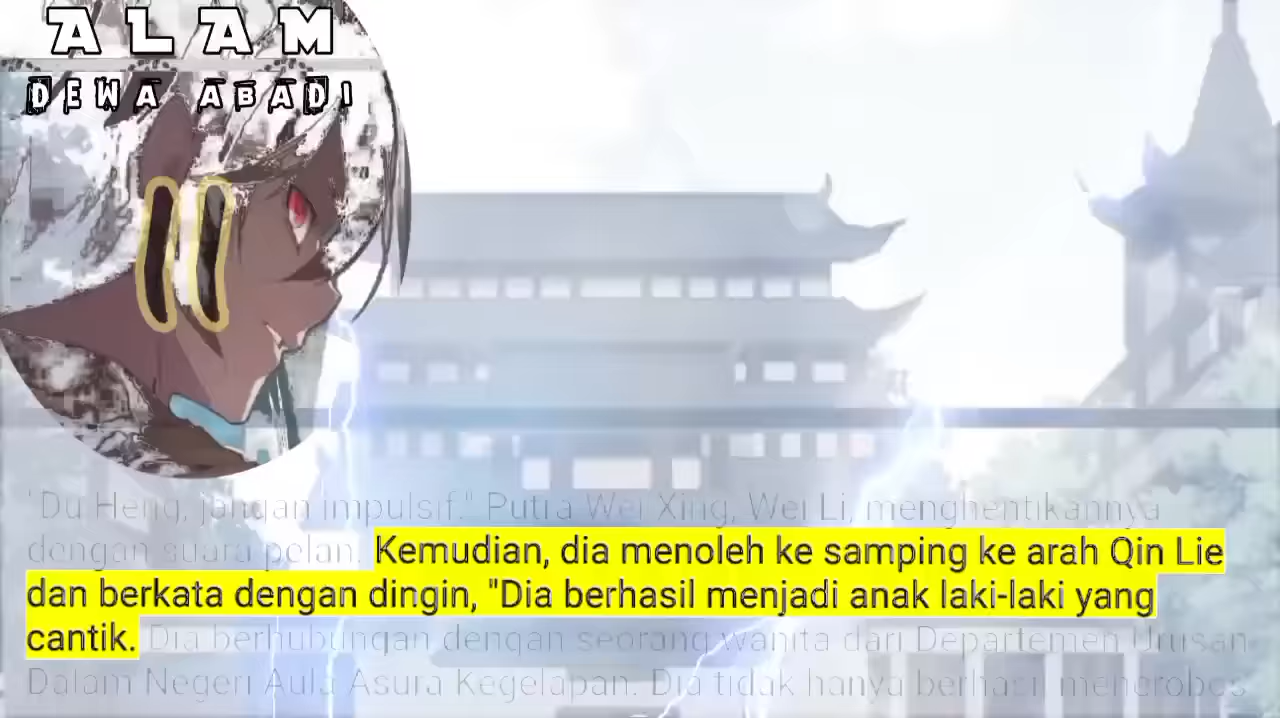 ALAM
DEWA ABADI
"Du Heng, jangan impulsif." Putra Wei Xing, Wei Li, menghentikannya
dengan suara pelan. Kemudian, dia menoleh ke samping ke arah Qin Lie
dan berkata dengan dingin, "Dia berhasil menjadi anak laki-laki yang
cantik. Dia berhubungan dengan seorang wanita dari Departemen Urusan
Dalam Negeri Aula Asura Kegelapan. Dia tidak hanya berhasil menerobos